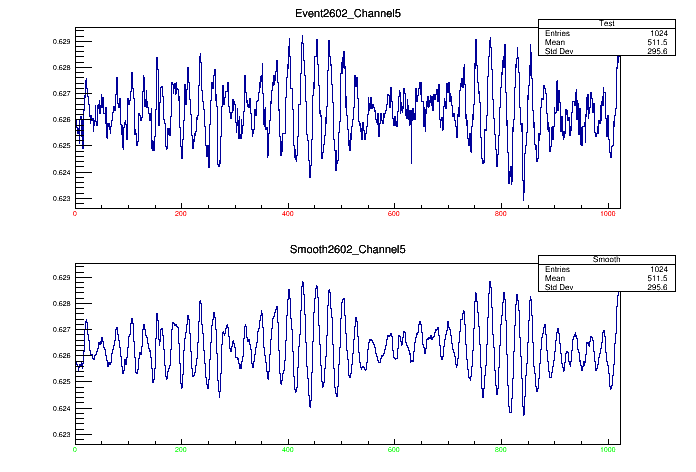 Event2602_Channel5
Test
Entries 1024
Mean 511.5
Std Dev 295.6
0.629
0.628
0.627
0.626
0.625
0.624
0.623
0 200 400 600 800 1000
Smooth2602_Channel5
Smooth
Entries 1024
Mean 511.5
Std Dev 295.6
0.629
0.628
0.627
0.626
0.625
0.624
0.623
0 200 400 600 800 1000